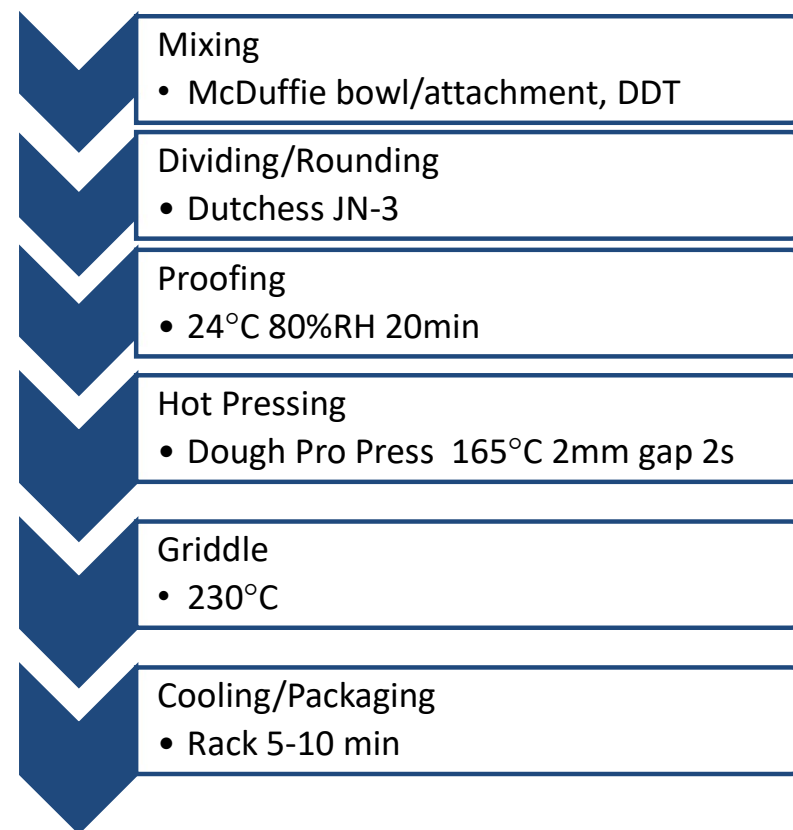 Mixing
• McDuffie bowl/attachment, DDT
Dividing/Rounding
• Dutchess JN-3
Proofing
• 24°C 80%RH 20min
Hot Pressing
• Dough Pro Press 165°C 2mm gap 2s
Griddle
• 230°C
Cooling/Packaging
• Rack 5-10 min